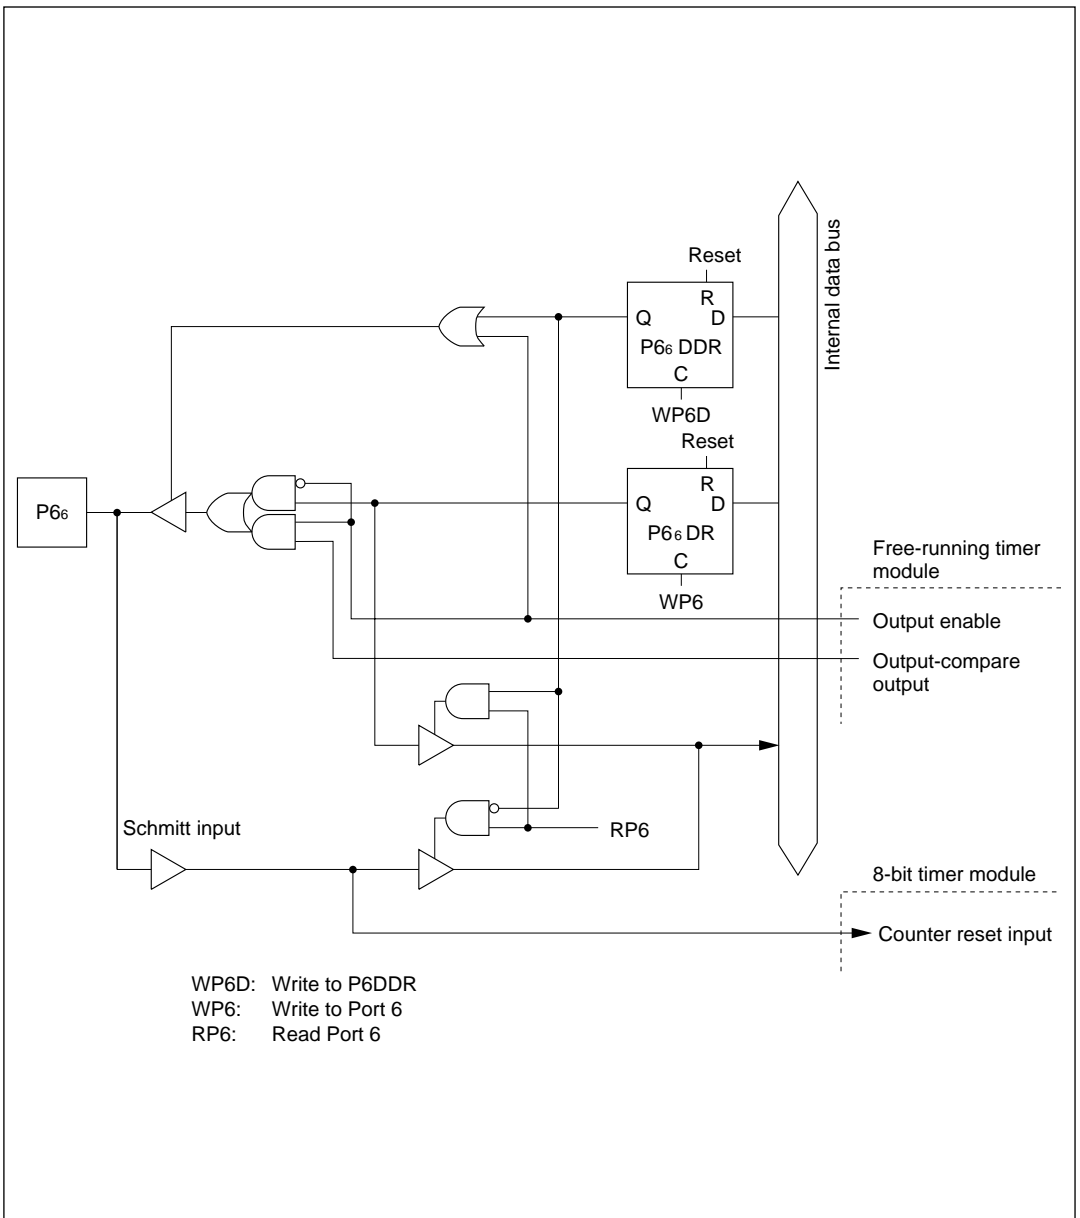 Reset
R
Q
D
P6₆ DDR
C
WP6D
Internal data bus
Reset
R
Q
D
P6₆ DR
C
WP6
P6₆
Free-running timer
module
Output enable
Output-compare
output
RP6
Schmitt input
8-bit timer module
Counter reset input
WP6D: Write to P6DDR
WP6: Write to Port 6
RP6: Read Port 6